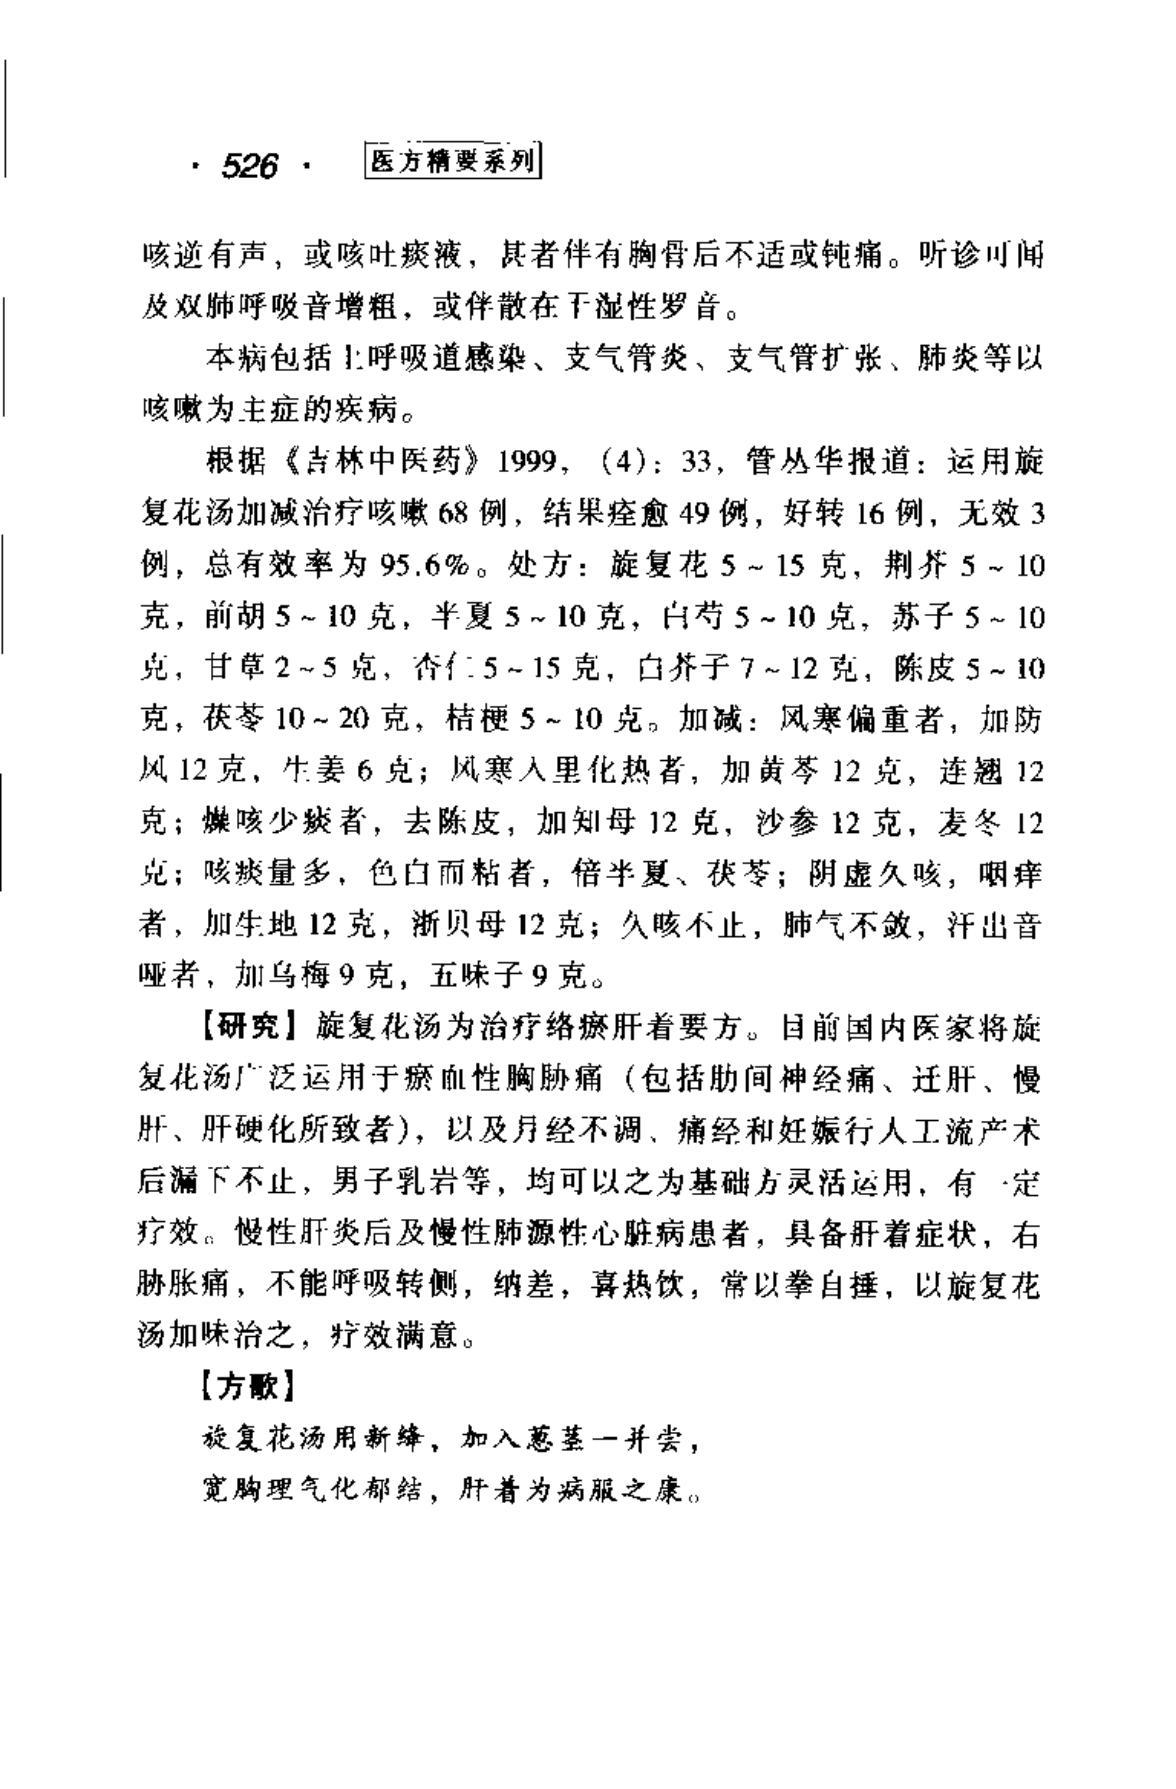 · 526 · 医方精要系列
咳逆有声，或咳吐痰液，甚者伴有胸骨后不适或钝痛。听诊可闻
及双肺呼吸音增粗，或伴散在干湿性罗音。
本病包括上呼吸道感染、支气管炎、支气管扩张、肺炎等以
咳嗽为主症的疾病。
根据《吉林中医药》1999，（4）：33，管丛华报道：运用旋
复花汤加减治疗咳嗽 68 例，结果痊愈 49 例，好转 16 例，无效 3
例，总有效率为 95.6%。处方：旋复花 5 ~ 15 克，荆芥 5 ~ 10
克，前胡 5 ~ 10 克，半夏 5 ~ 10 克，白芍 5 ~ 10 克，苏子 5 ~ 10
克，甘草 2 ~ 5 克，杏仁 5 ~ 15 克，白芥子 7 ~ 12 克，陈皮 5 ~ 10
克，茯苓 10 ~ 20 克，桔梗 5 ~ 10 克。加减：风寒偏重者，加防
风 12 克，生姜 6 克；风寒入里化热者，加黄芩 12 克，连翘 12
克；燥咳少痰者，去陈皮，加知母 12 克，沙参 12 克，麦冬 12
克；咳痰量多，色白而粘者，倍半夏、茯苓；阴虚久咳，咽痒
者，加生地 12 克，浙贝母 12 克；久咳不止，肺气不敛，汗出音
哑者，加乌梅 9 克，五味子 9 克。
【研究】旋复花汤为治疗络瘀肝着要方。目前国内医家将旋
复花汤广泛运用于瘀血性胸胁痛（包括肋间神经痛、迁肝、慢
肝、肝硬化所致者），以及月经不调、痛经和妊娠行人工流产术
后漏下不止，男子乳岩等，均可以之为基础方灵活运用，有一定
疗效。慢性肝炎后及慢性肺源性心脏病患者，具备肝着症状，右
胁胀痛，不能呼吸转侧，纳差，喜热饮，常以拳自捶，以旋复花
汤加味治之，疗效满意。
【方歌】
旋复花汤用新绛，加入葱茎一并尝，
宽胸理气化郁结，肝着为病服之康。